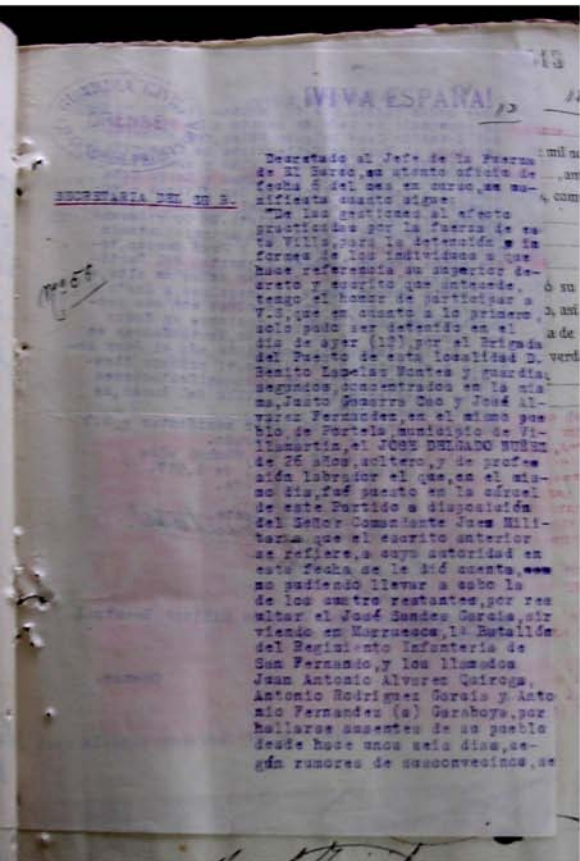 ¡VIVA ESPAÑA!
GUARDIA CIVIL
ORENSE
SECRETARIA DEL
Nº 56
Decretado al Jefe de la Fuerza
de El Barco, en atento oficio de
fecha 6 del mes en curso, se ma-
nifiesta cuanto sigue
"De las gestiones al efecto
practicadas por la fuerza de es-
ta Villa, para la detención e in
formes de los individuos a que
hace referencia su superior de-
creto y escrito que antecede,
tengo el honor de participar a
V.S. que en cuanto a lo primero
solo pudo ser detenido en el
día de ayer (12), por el Brigada
del Puesto de esta localidad D.
Benito Montes y guardias
segundos, concentrados en la mis
ma, Justo Gamarra Cao y José Al-
varez Fernandez, en el mismo pue
blo de Portela municipio de Vi-
llamartin, el JOSE DELGADO NUÑEZ
de 26 años, soltero, y de profe
sión labrador el que, en el mis-
mo dia, fué puesto en la cárcel
de este Partido a disposición
del Señor Comandante Juez Mili-
tar a que el escrito anterior
se refiere, a cuya autoridad en
esta fecha se le dió cuenta,
no pudiendo llevar a cabo la
de los cuatro restantes, por res
ultar el José Sandes Garcia, sir
viendo en Marruecos, 1ª Batallón
del Regimiento Infanteria de
San Fernando, y los llamados
Juan Antonio Alvarez Quiroga,
Antonio Rodriguez Garcia y Anto
nio Fernandez (a) Garaboya, por
hallarse ausentes de su pueblo
desde hace unos seis dias, se-
gún rumores de susconvecinos, se